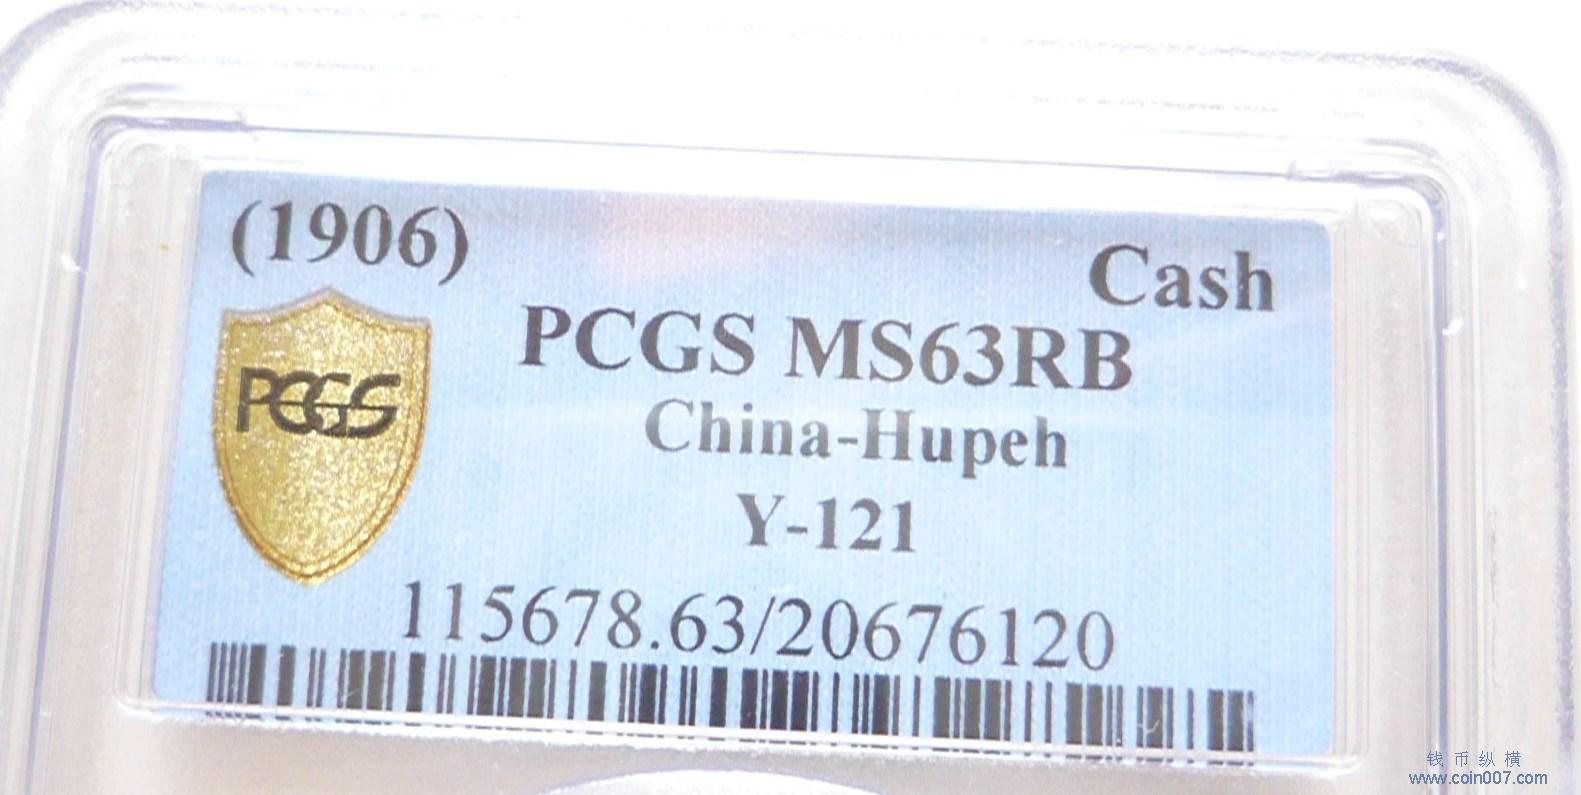 (1906)
Cash
PCGS MS63RB
PCGS
China-Hupeh
Y-121
115678.63/20676120
钱币纵横
www.coin007.com